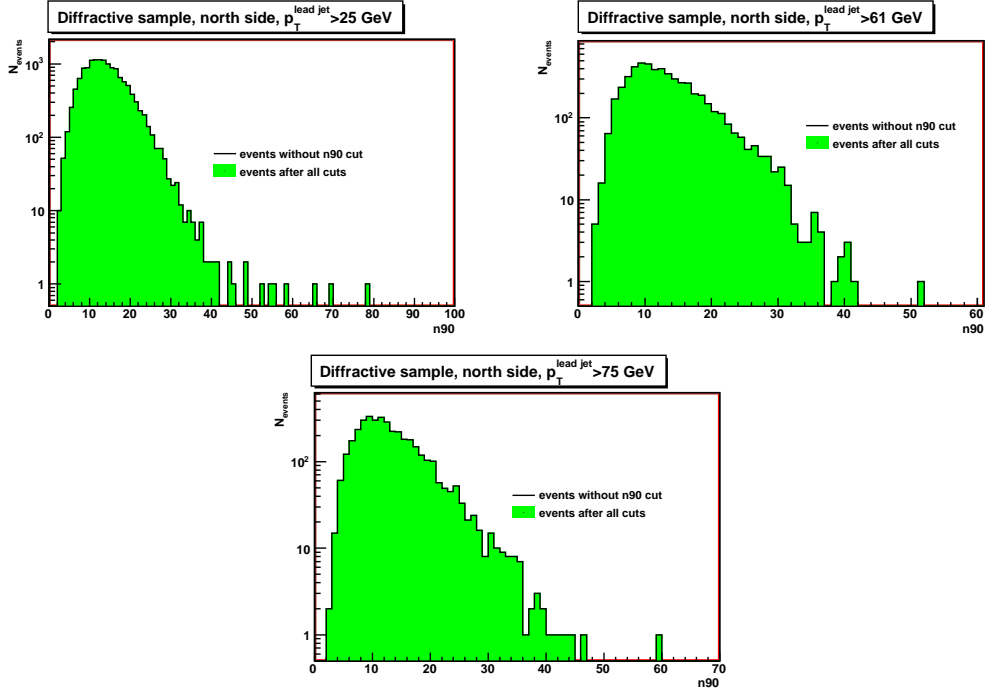 Diffractive sample, north side, p_T^lead jet>25 GeV
N_events
10^3
10^2
10
1
events without n90 cut
events after all cuts
0 10 20 30 40 50 60 70 80 90 100
n90
Diffractive sample, north side, p_T^lead jet>61 GeV
N_events
10^2
10
1
events without n90 cut
events after all cuts
0 10 20 30 40 50 60
n90
Diffractive sample, north side, p_T^lead jet>75 GeV
N_events
10^2
10
1
events without n90 cut
events after all cuts
0 10 20 30 40 50 60 70
n90